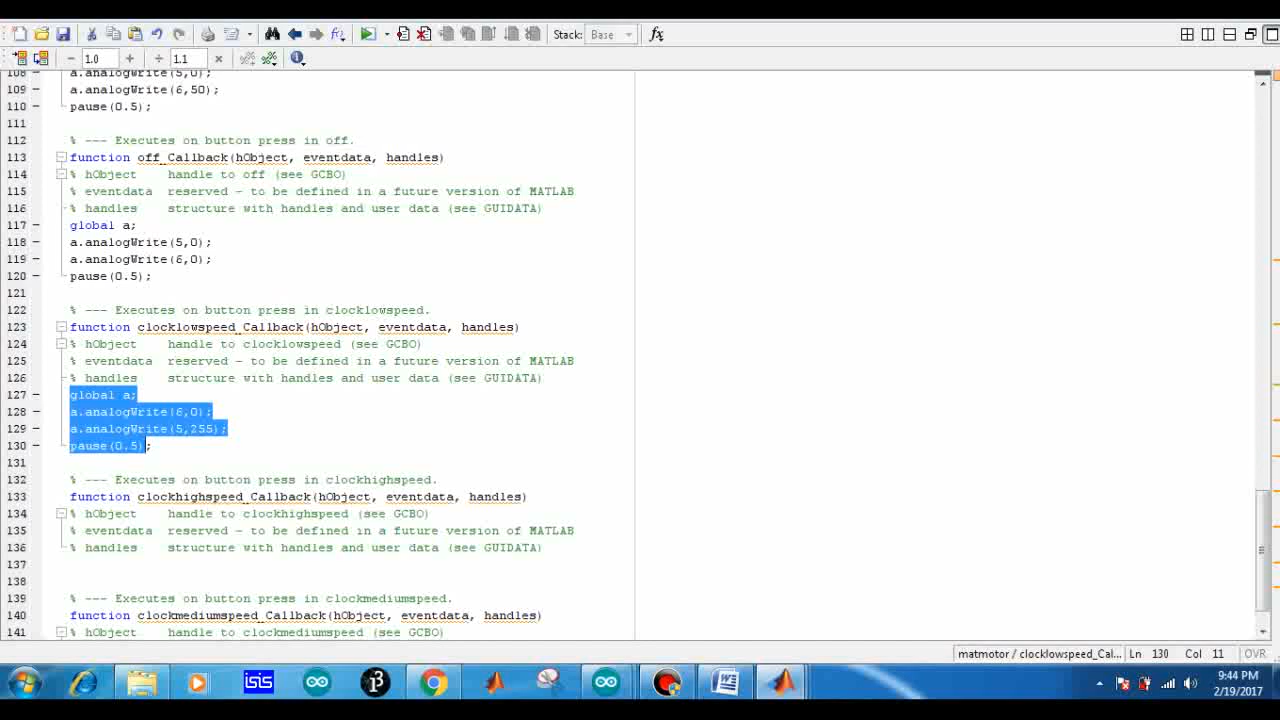 Stack: Base fx
− 1.0 + ÷ 1.1 ×
108 − a.analogWrite(5,0);
109 − a.analogWrite(6,50);
110 − pause(0.5);
111
112 % --- Executes on button press in off.
113 function off_Callback(hObject, eventdata, handles)
114 % hObject    handle to off (see GCBO)
115 % eventdata  reserved - to be defined in a future version of MATLAB
116 % handles    structure with handles and user data (see GUIDATA)
117 − global a;
118 − a.analogWrite(5,0);
119 − a.analogWrite(6,0);
120 − pause(0.5);
121
122 % --- Executes on button press in clocklowspeed.
123 function clocklowspeed_Callback(hObject, eventdata, handles)
124 % hObject    handle to clocklowspeed (see GCBO)
125 % eventdata  reserved - to be defined in a future version of MATLAB
126 % handles    structure with handles and user data (see GUIDATA)
127 − global a;
128 − a.analogWrite(6,0);
129 − a.analogWrite(5,255);
130 − pause(0.5);
131
132 % --- Executes on button press in clockhighspeed.
133 function clockhighspeed_Callback(hObject, eventdata, handles)
134 % hObject    handle to clockhighspeed (see GCBO)
135 % eventdata  reserved - to be defined in a future version of MATLAB
136 % handles    structure with handles and user data (see GUIDATA)
137
138
139 % --- Executes on button press in clockmediumspeed.
140 function clockmediumspeed_Callback(hObject, eventdata, handles)
141 % hObject    handle to clockmediumspeed (see GCBO)
matmotor / clocklowspeed_Cal... Ln 130 Col 11 OVR
isis
9:44 PM
2/19/2017